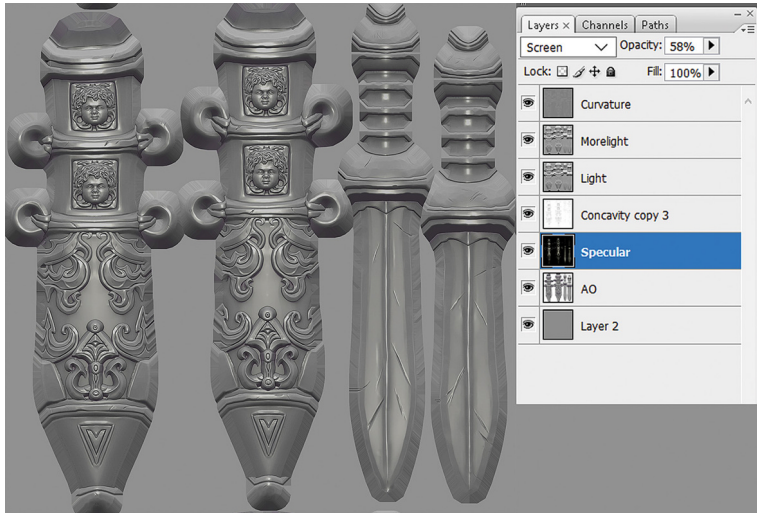 Layers × Channels Paths
Screen Opacity: 58%
Lock: Fill: 100%
Curvature
Morelight
Light
Concavity copy 3
Specular
AO
Layer 2